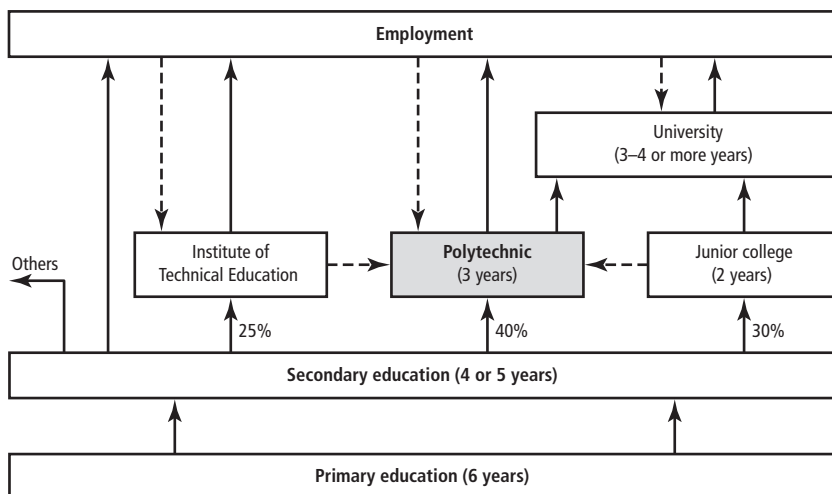 Employment
University
(3–4 or more years)
Others
Institute of
Technical Education
Polytechnic
(3 years)
Junior college
(2 years)
25%
40%
30%
Secondary education (4 or 5 years)
Primary education (6 years)